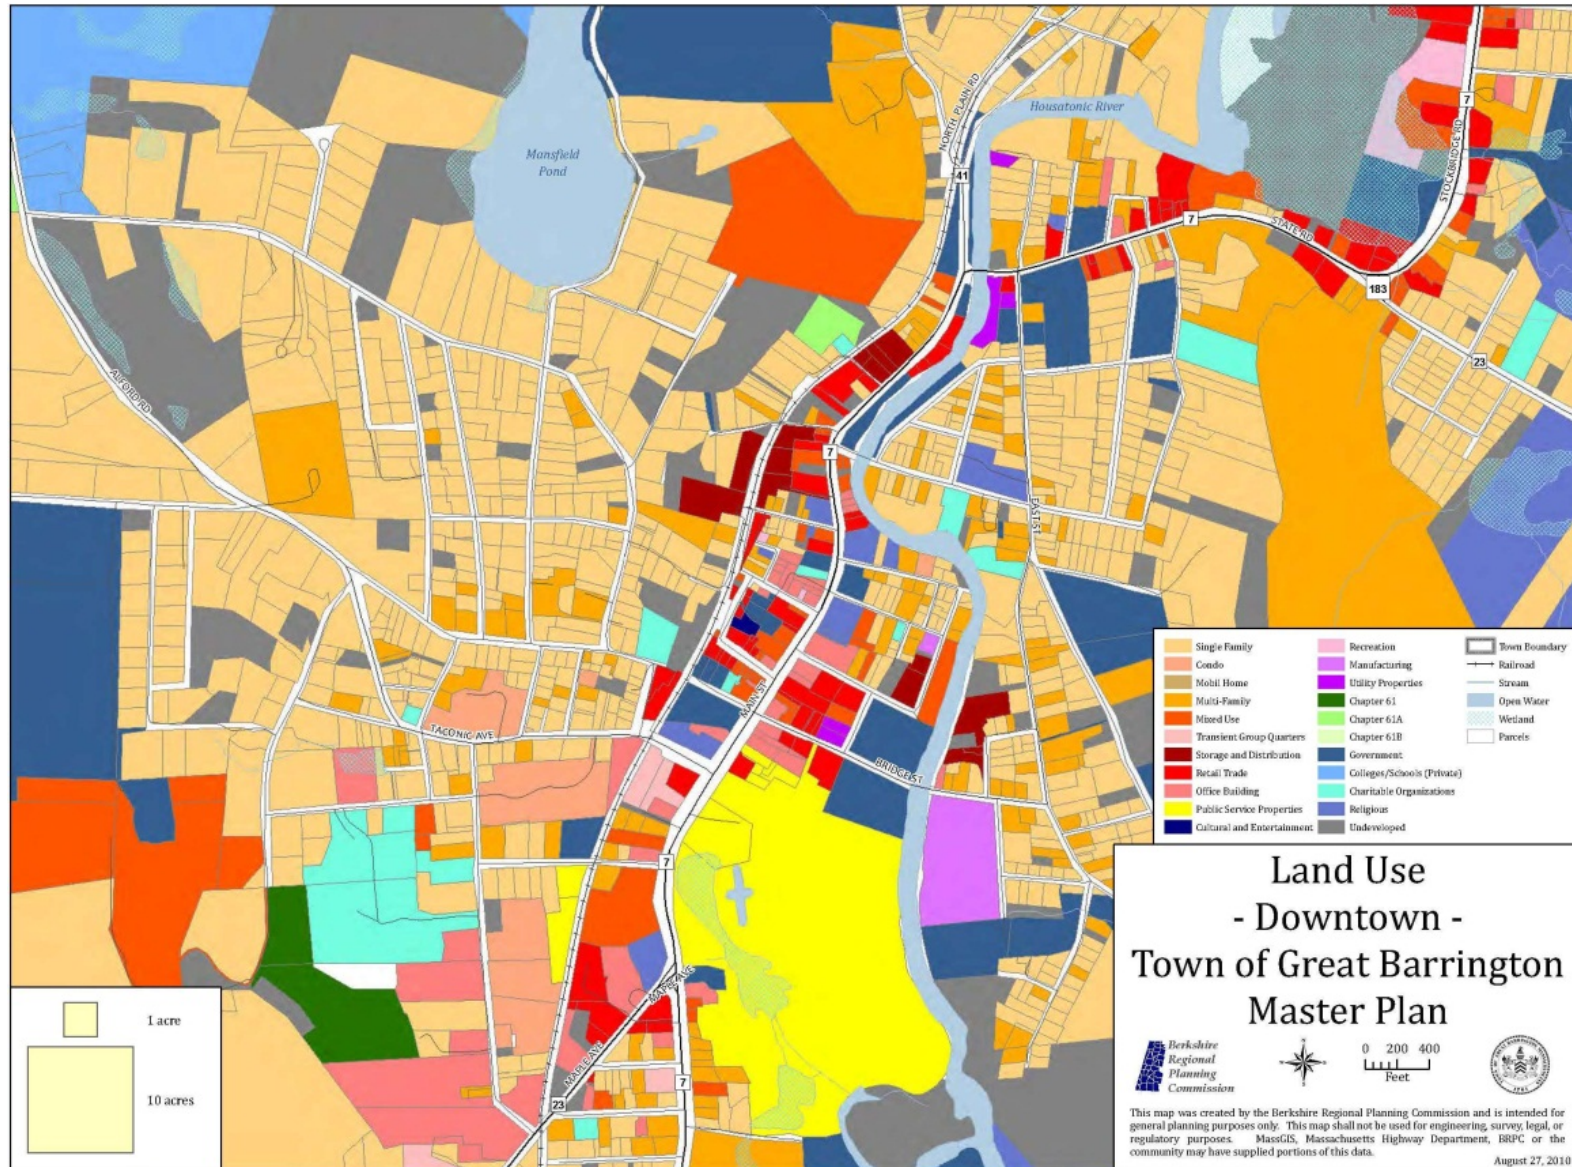 Mansfield
Pond
Housatonic River
NORTH PLAIN RD
41
7
STOCKBRIDGE RD
7
STATE RD
183
23
ALFORD RD
7
EAST ST
MAIN ST
TACONIC AVE
BRIDGE ST
7
MAPLE AVE
MAPLE AVE
7
23
Single Family
Condo
Mobil Home
Multi-Family
Mixed Use
Transient Group Quarters
Storage and Distribution
Retail Trade
Office Building
Public Service Properties
Cultural and Entertainment
Recreation
Manufacturing
Utility Properties
Chapter 61
Chapter 61A
Chapter 61B
Government
Colleges/Schools (Private)
Charitable Organizations
Religious
Undeveloped
Town Boundary
Railroad
Stream
Open Water
Wetland
Parcels
1 acre
10 acres
Land Use
- Downtown -
Town of Great Barrington
Master Plan
Berkshire
Regional
Planning
Commission
0 200 400
Feet
This map was created by the Berkshire Regional Planning Commission and is intended for
general planning purposes only. This map shall not be used for engineering, survey, legal, or
regulatory purposes. MassGIS, Massachusetts Highway Department, BRPC or the
community may have supplied portions of this data.
August 27, 2010